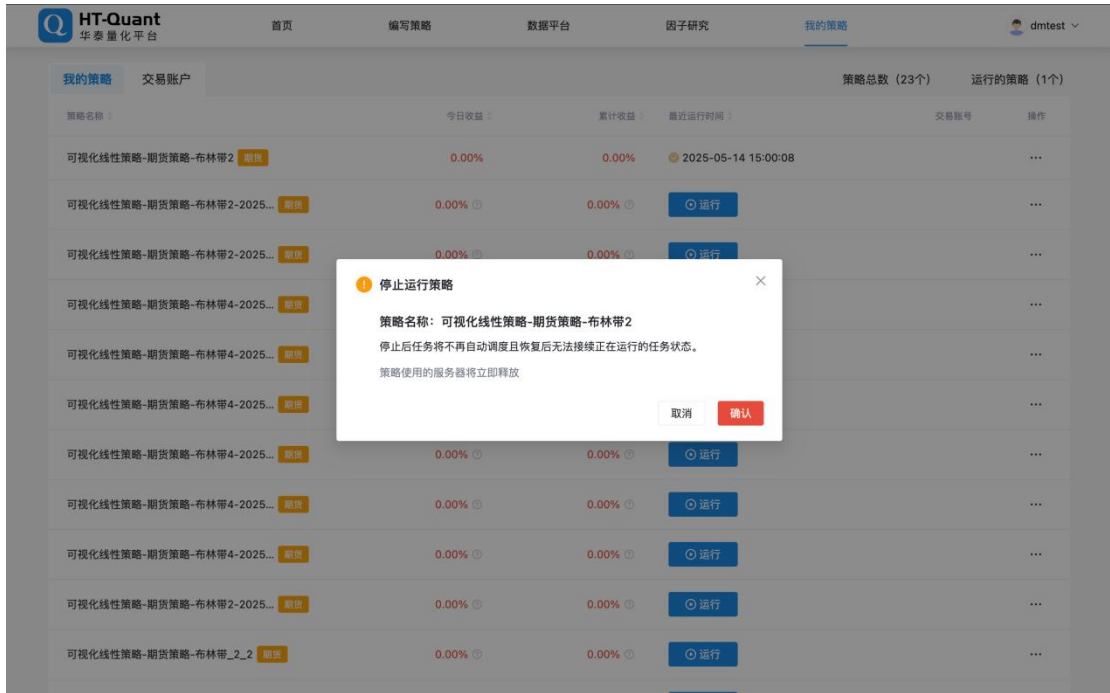 HT-Quant
华泰量化平台
首页
编写策略
数据平台
因子研究
我的策略
dmtest
我的策略
交易账户
策略总数（23个）
运行的策略（1个）
策略名称
今日收益
累计收益
最近运行时间
交易账号
操作
可视化线性策略-期货策略-布林带2 期货 0.00% 0.00% 2025-05-14 15:00:08 ...
可视化线性策略-期货策略-布林带2-2025... 期货 0.00% 0.00% 运行 ...
可视化线性策略-期货策略-布林带2-2025... 期货 0.00% 0.00% 运行 ...
可视化线性策略-期货策略-布林带4-2025... 期货 ...
可视化线性策略-期货策略-布林带4-2025... 期货 ...
可视化线性策略-期货策略-布林带4-2025... 期货 ...
可视化线性策略-期货策略-布林带4-2025... 期货 0.00% 0.00% 运行 ...
可视化线性策略-期货策略-布林带4-2025... 期货 0.00% 0.00% 运行 ...
可视化线性策略-期货策略-布林带4-2025... 期货 0.00% 0.00% 运行 ...
可视化线性策略-期货策略-布林带2-2025... 期货 0.00% 0.00% 运行 ...
可视化线性策略-期货策略-布林带_2_2 期货 0.00% 0.00% 运行 ...
停止运行策略
策略名称：可视化线性策略-期货策略-布林带2
停止后任务将不再自动调度且恢复后无法接续正在运行的任务状态。
策略使用的服务器将立即释放
取消
确认